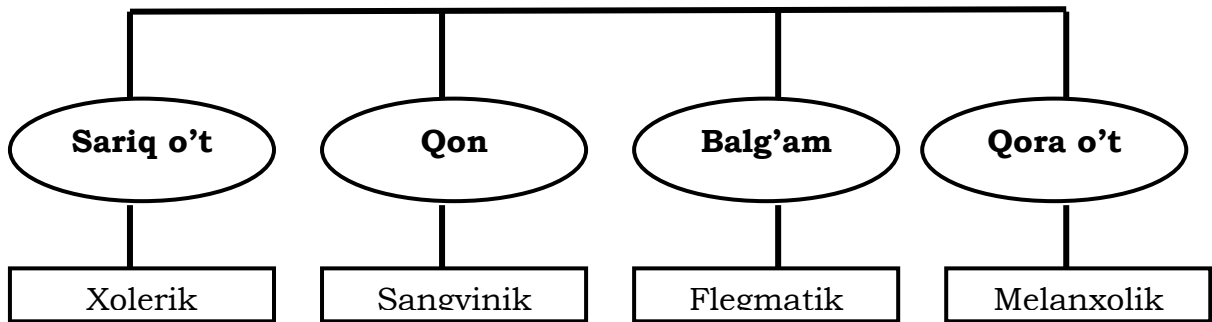 Sariq o’t Qon Balg’am Qora o’t
Xolerik Sangvinik Flegmatik Melanxolik